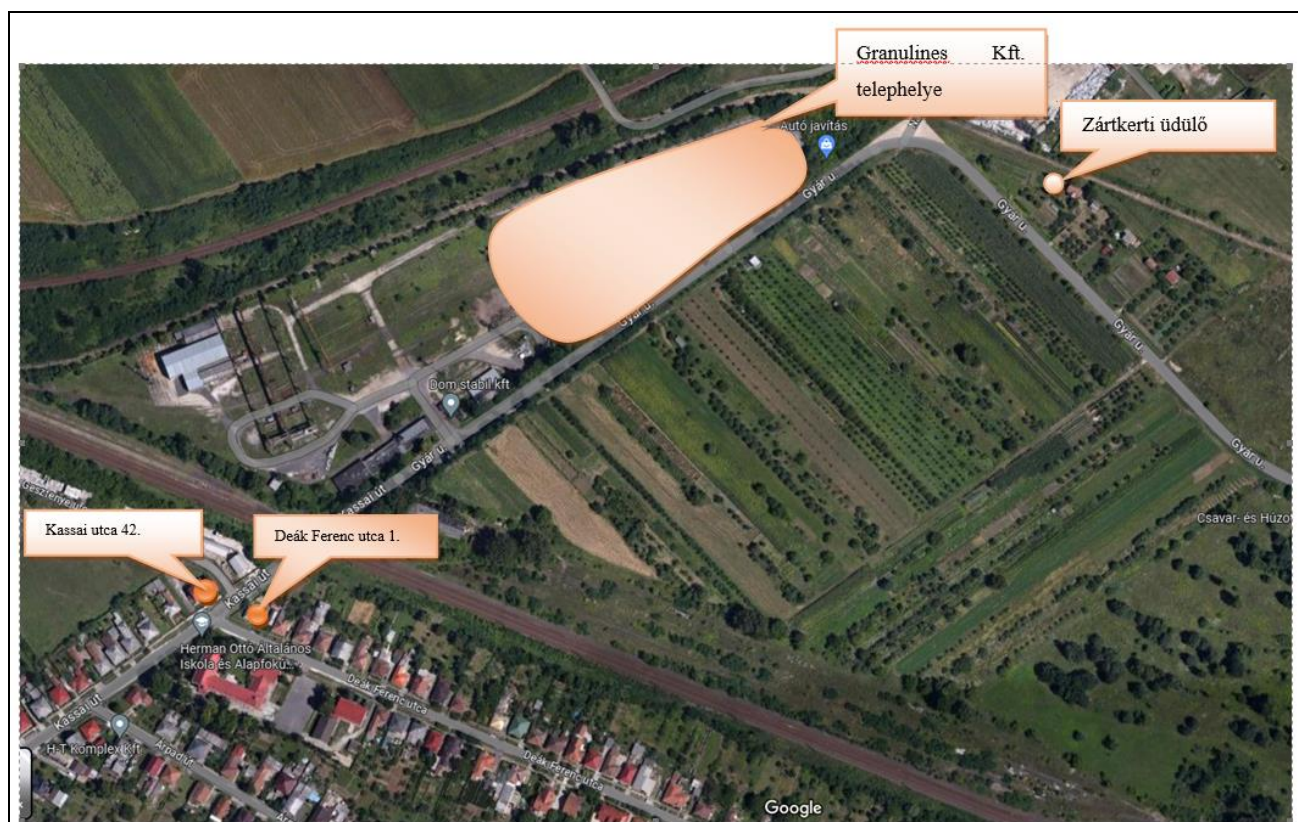 Granulines Kft.
telephelye
Autó javítás
Zártkerti üdülő
Gyár u.
Gyár u.
Gyár u.
Gyár u.
Dom stabil kft
Gyár u.
Gyár u.
Kassai út
Csavar- és Húzó
Kassai utca 42.
Deák Ferenc utca 1.
Kassai út
Herman Ottó Általános
Iskola és Alapfokú...
Deák Ferenc utca
Kassai út
H-T Komplex Kft
Árpád út
Deák Ferenc utca
Google